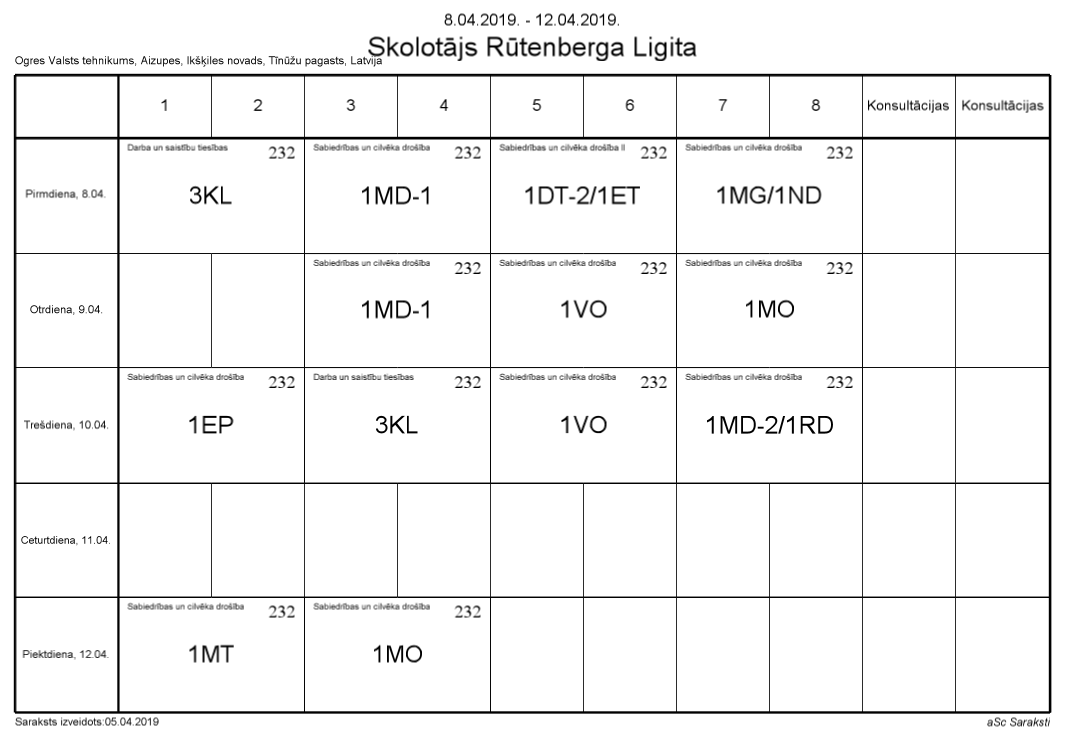 8.04.2019. - 12.04.2019.
Skolotājs Rūtenberga Ligita
Ogres Valsts tehnikums, Aizupes, Ikšķiles novads, Tīnūžu pagasts, Latvija
1 2 3 4 5 6 7 8 Konsultācijas Konsultācijas
Darba un saistību tiesības 232 Sabiedrības un cilvēka drošība 232 Sabiedrības un cilvēka drošība II 232 Sabiedrības un cilvēka drošība 232
Pirmdiena, 8.04. 3KL 1MD-1 1DT-2/1ET 1MG/1ND
Sabiedrības un cilvēka drošība 232 Sabiedrības un cilvēka drošība 232 Sabiedrības un cilvēka drošība 232
Otrdiena, 9.04. 1MD-1 1VO 1MO
Sabiedrības un cilvēka drošība 232 Darba un saistību tiesības 232 Sabiedrības un cilvēka drošība 232 Sabiedrības un cilvēka drošība 232
Trešdiena, 10.04. 1EP 3KL 1VO 1MD-2/1RD
Ceturtdiena, 11.04.
Sabiedrības un cilvēka drošība 232 Sabiedrības un cilvēka drošība 232
Piektdiena, 12.04. 1MT 1MO
Saraksts izveidots:05.04.2019 aSc Saraksti